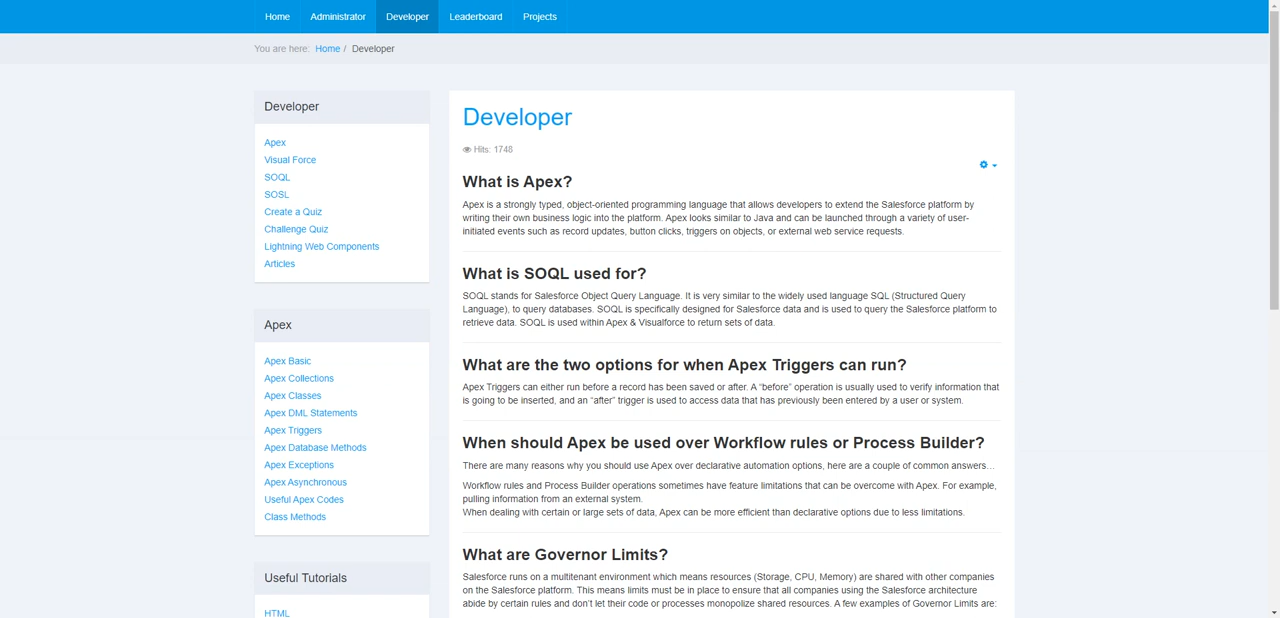 Home Administrator Developer Leaderboard Projects
You are here: Home / Developer
Developer
Apex
Visual Force
SOQL
SOSL
Create a Quiz
Challenge Quiz
Lightning Web Components
Articles
Apex
Apex Basic
Apex Collections
Apex Classes
Apex DML Statements
Apex Triggers
Apex Database Methods
Apex Exceptions
Apex Asynchronous
Useful Apex Codes
Class Methods
Useful Tutorials
HTML
Developer
Hits: 1748
What is Apex?
Apex is a strongly typed, object-oriented programming language that allows developers to extend the Salesforce platform by
writing their own business logic into the platform. Apex looks similar to Java and can be launched through a variety of user-
initiated events such as record updates, button clicks, triggers on objects, or external web service requests.
What is SOQL used for?
SOQL stands for Salesforce Object Query Language. It is very similar to the widely used language SQL (Structured Query
Language), to query databases. SOQL is specifically designed for Salesforce data and is used to query the Salesforce platform to
retrieve data. SOQL is used within Apex & Visualforce to return sets of data.
What are the two options for when Apex Triggers can run?
Apex Triggers can either run before a record has been saved or after. A “before” operation is usually used to verify information that
is going to be inserted, and an “after” trigger is used to access data that has previously been entered by a user or system.
When should Apex be used over Workflow rules or Process Builder?
There are many reasons why you should use Apex over declarative automation options, here are a couple of common answers…
Workflow rules and Process Builder operations sometimes have feature limitations that can be overcome with Apex. For example,
pulling information from an external system.
When dealing with certain or large sets of data, Apex can be more efficient than declarative options due to less limitations.
What are Governor Limits?
Salesforce runs on a multitenant environment which means resources (Storage, CPU, Memory) are shared with other companies
on the Salesforce platform. This means limits must be in place to ensure that all companies using the Salesforce architecture
abide by certain rules and don’t let their code or processes monopolize shared resources. A few examples of Governor Limits are: